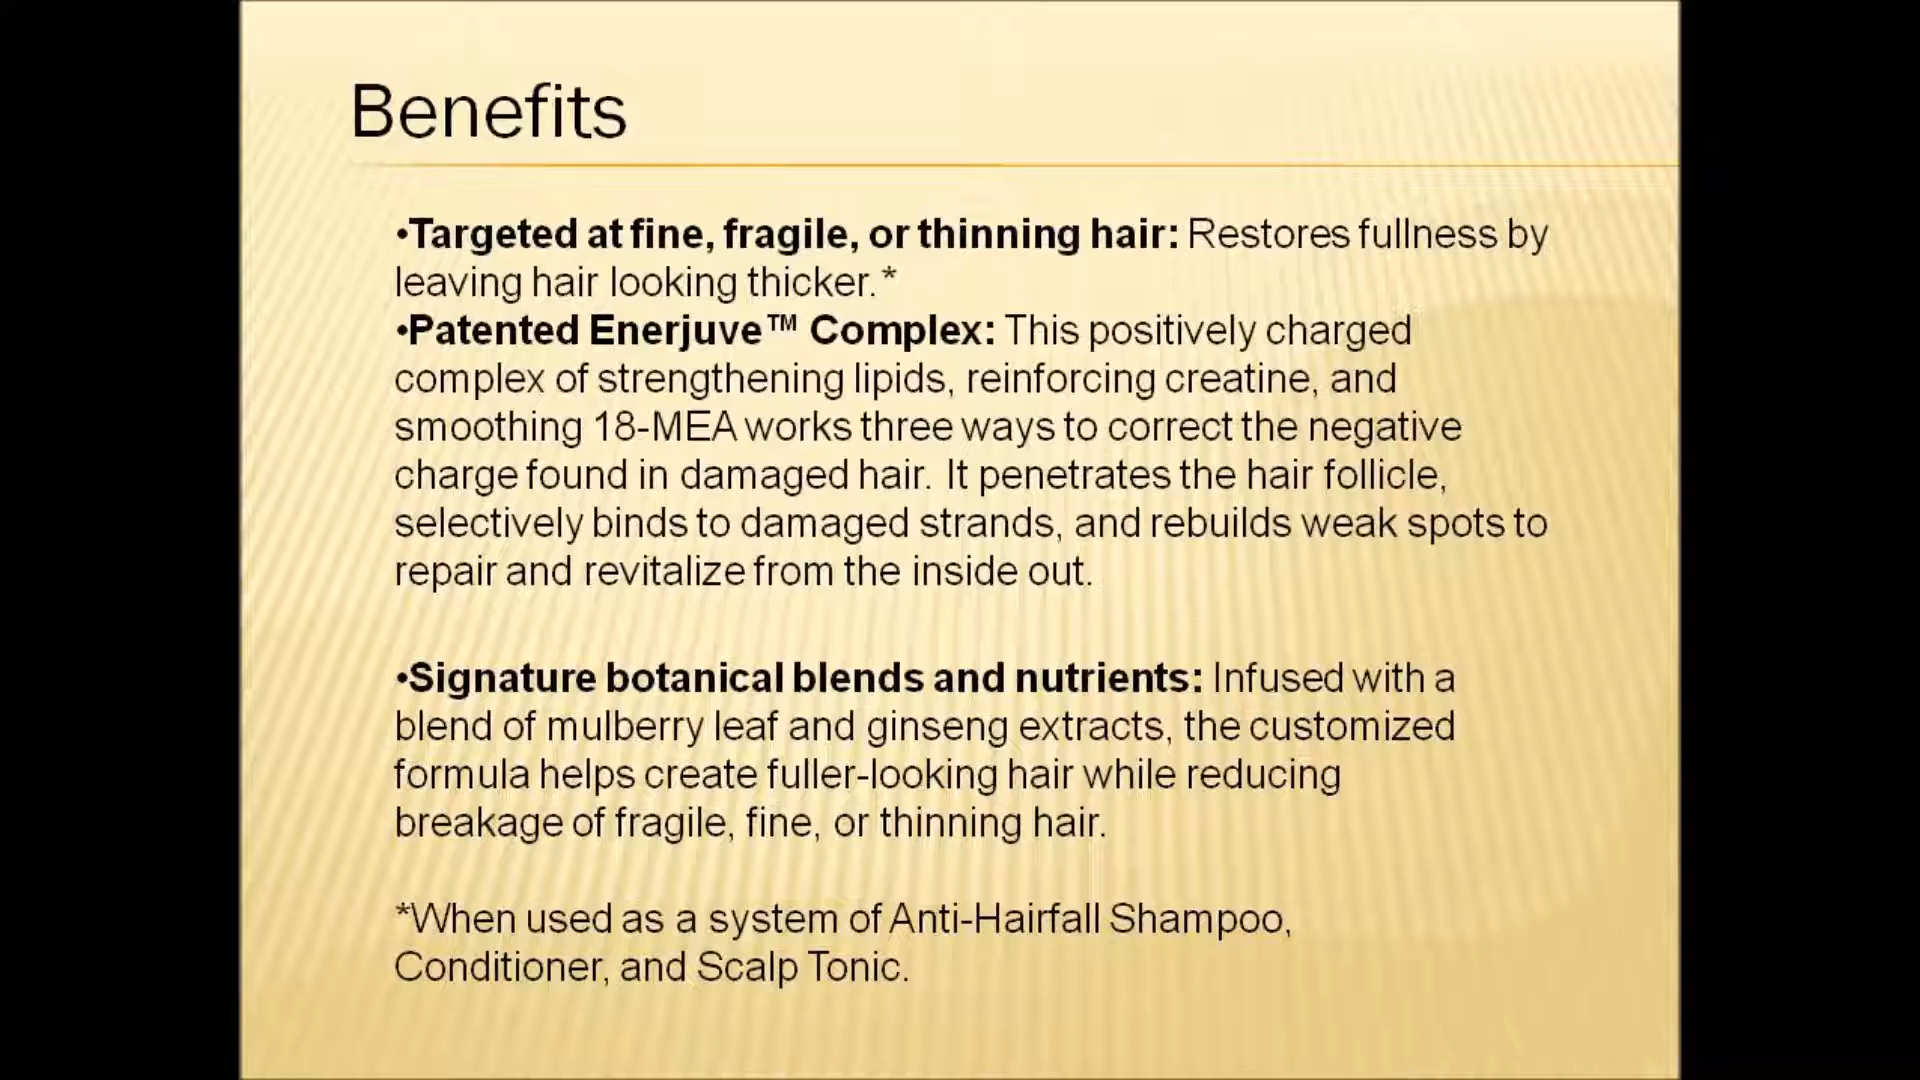 Benefits
•Targeted at fine, fragile, or thinning hair: Restores fullness by
leaving hair looking thicker.*
•Patented Enerjuve™ Complex: This positively charged
complex of strengthening lipids, reinforcing creatine, and
smoothing 18-MEA works three ways to correct the negative
charge found in damaged hair. It penetrates the hair follicle,
selectively binds to damaged strands, and rebuilds weak spots to
repair and revitalize from the inside out.
•Signature botanical blends and nutrients: Infused with a
blend of mulberry leaf and ginseng extracts, the customized
formula helps create fuller-looking hair while reducing
breakage of fragile, fine, or thinning hair.
*When used as a system of Anti-Hairfall Shampoo,
Conditioner, and Scalp Tonic.